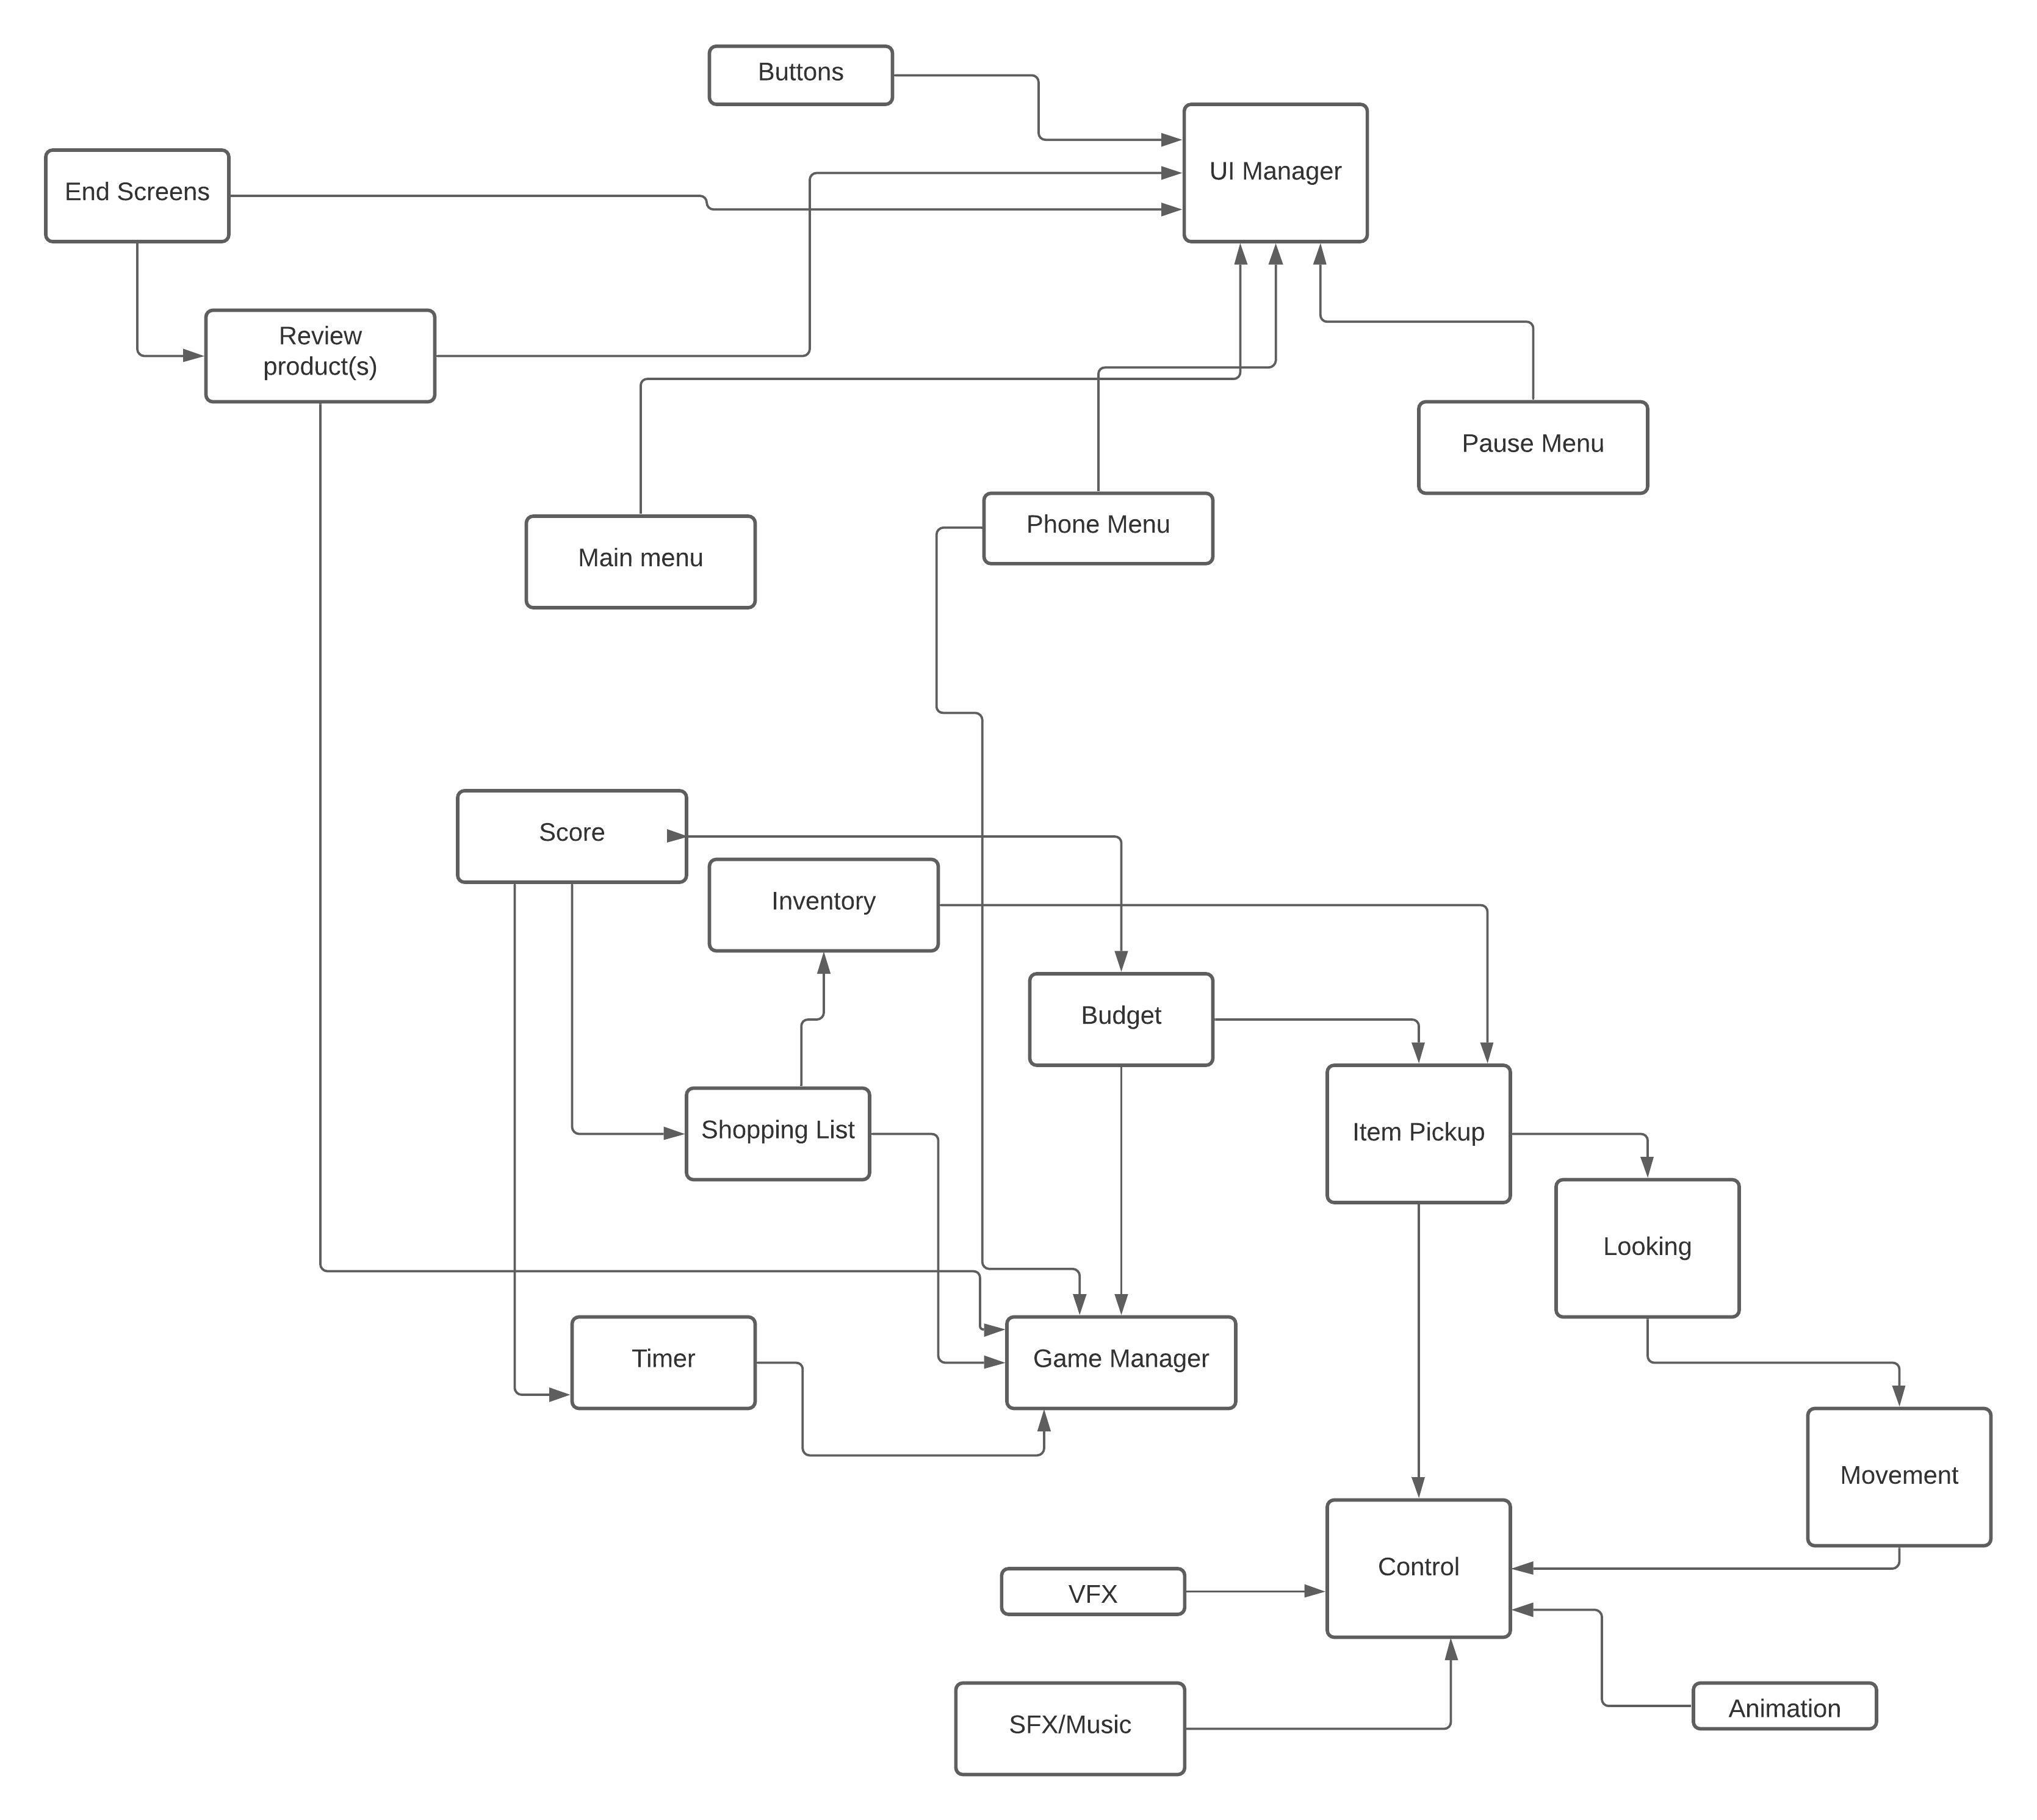 Buttons
UI Manager
End Screens
Review
product(s)
Pause Menu
Phone Menu
Main menu
Score
Inventory
Budget
Shopping List
Item Pickup
Looking
Timer
Game Manager
Movement
Control
VFX
SFX/Music
Animation